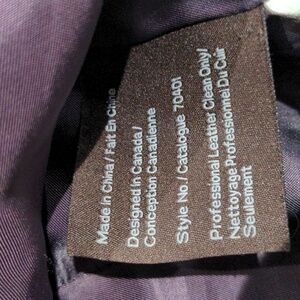 Made in China / Fait En Chine
Designed in Canada /
Conception Canadienne
Style No. / Catalogue 70401
Professional Leather Clean Only/
Nettoyage Professionnel Du Cuir
Seulement